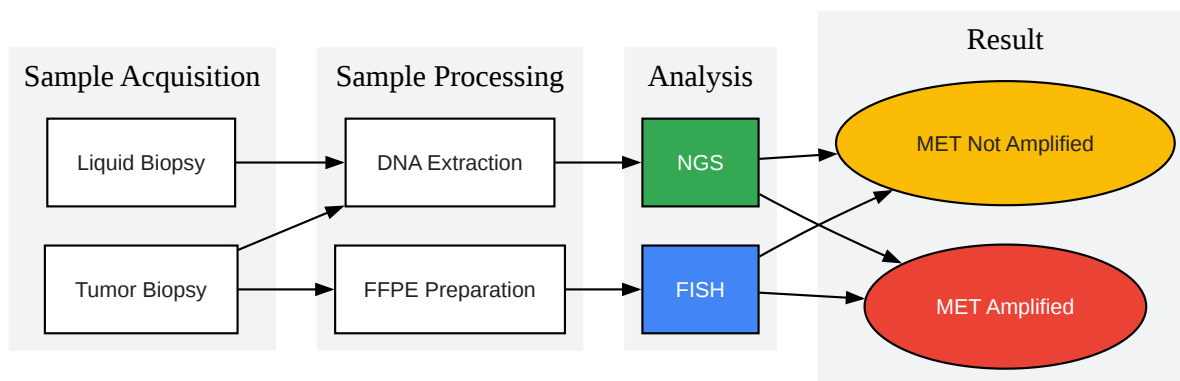 Sample Acquisition
Liquid Biopsy
Tumor Biopsy
Sample Processing
DNA Extraction
FFPE Preparation
Analysis
NGS
FISH
Result
MET Not Amplified
MET Amplified